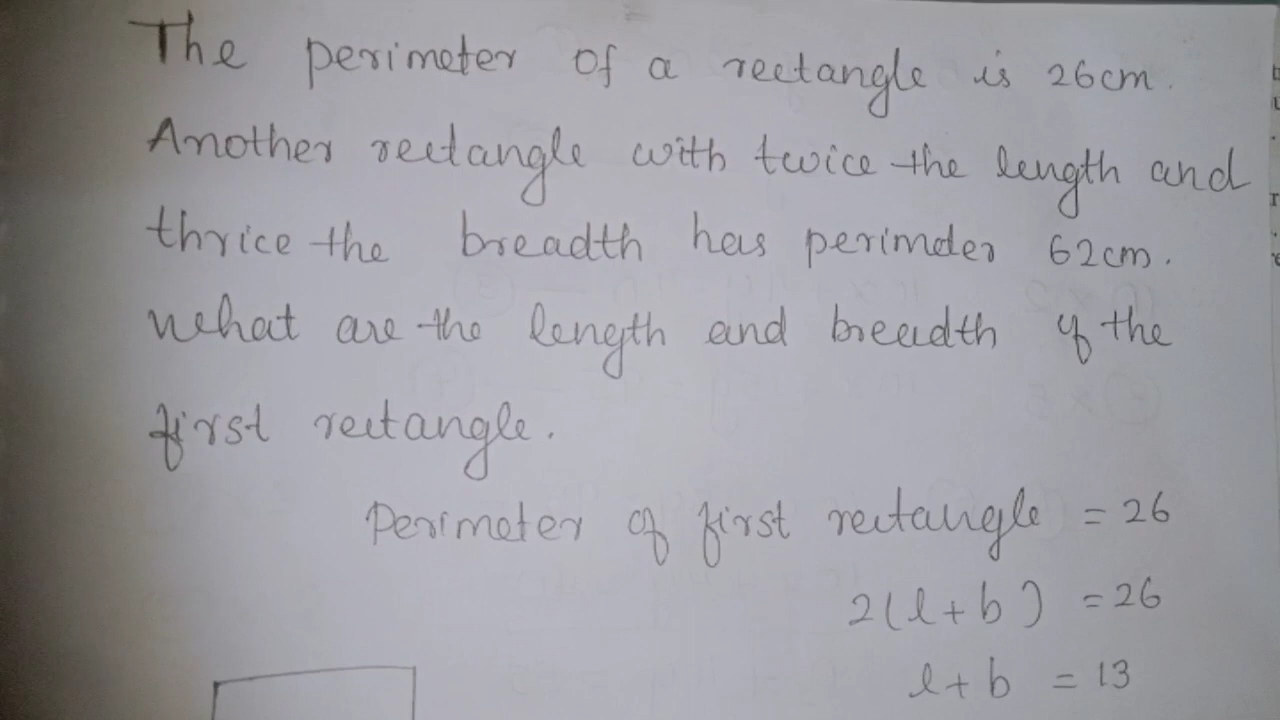 The perimeter of a rectangle is 26cm.
Another rectangle with twice the length and
thrice the breadth has perimeter 62cm.
what are the length and breadth of the
first rectangle.
Perimeter of first rectangle = 26
2(l+b) = 26
l+b = 13